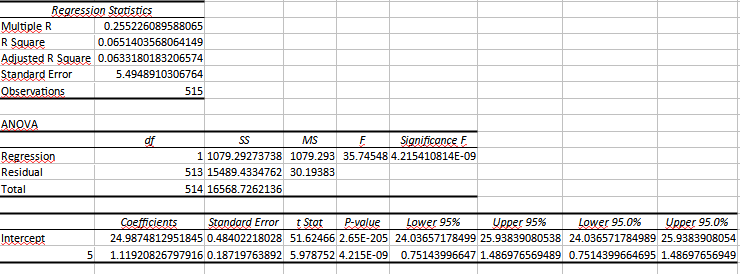 Regression Statistics
Multiple R 0.255226089588065
R Square 0.0651403568064149
Adjusted R Square 0.0633180183206574
Standard Error 5.4948910306764
Observations 515
ANOVA
df SS MS F Significance F
Regression 1 1079.29273738 1079.293 35.74548 4.215410814E-09
Residual 513 15489.4334762 30.19383
Total 514 16568.7262136
Coefficients Standard Error t Stat P-value Lower 95% Upper 95% Lower 95.0% Upper 95.0%
Intercept 24.9874812951845 0.48402218028 51.62466 2.65E-205 24.03657178499 25.93839080538 24.036571784989 25.9383908054
5 1.11920826797916 0.18719763892 5.978752 4.215E-09 0.75143996647 1.486976569489 0.7514399664695 1.48697656949